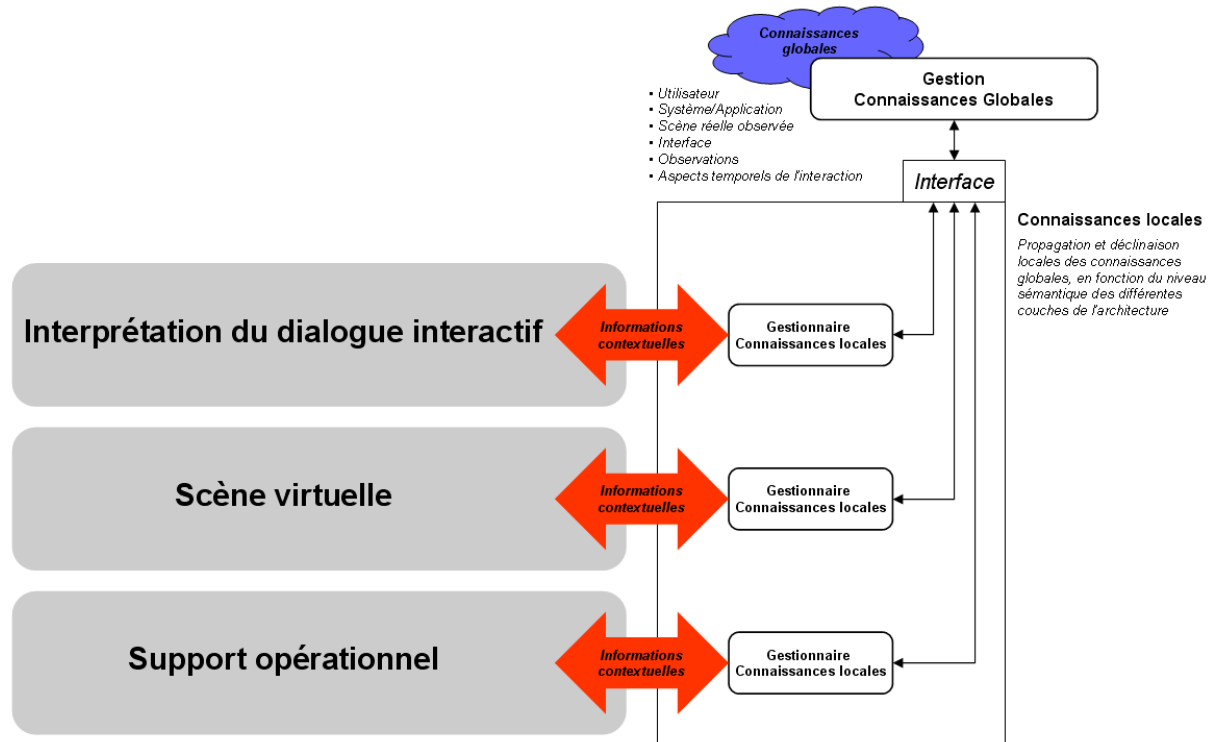 Connaissances
globales
Gestion
Connaissances Globales
▪ Utilisateur
▪ Système/Application
▪ Scène réelle observée
▪ Interface
▪ Observations
▪ Aspects temporels de l'interaction
Interface
Connaissances locales
Propagation et déclinaison
locales des connaissances
globales, en fonction du niveau
sémantique des différentes
couches de l'architecture
Interprétation du dialogue interactif
Informations
contextuelles
Gestionnaire
Connaissances locales
Scène virtuelle
Informations
contextuelles
Gestionnaire
Connaissances locales
Support opérationnel
Informations
contextuelles
Gestionnaire
Connaissances locales